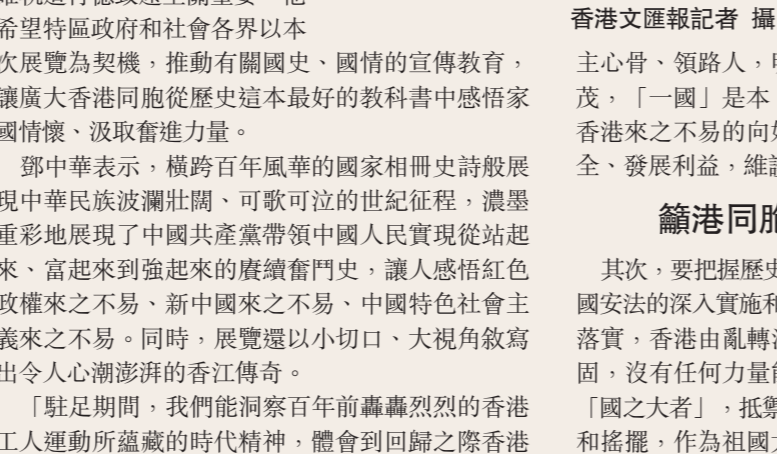 希望特區政府和社會各界以本
次展覽為契機，推動有關國史、國情的宣傳教育，
讓廣大香港同胞從歷史這本最好的教科書中感悟家
國情懷、汲取奮進力量。
鄧中華表示，橫跨百年風華的國家相冊史詩般展
現中華民族波瀾壯闊、可歌可泣的世紀征程，濃墨
重彩地展現了中國共產黨帶領中國人民實現從站起
來、富起來到強起來的賡續奮鬥史，讓人感悟紅色
政權來之不易、新中國來之不易、中國特色社會主
義來之不易。同時，展覽還以小切口、大視角敘寫
出令人心潮澎湃的香江傳奇。
「駐足期間，我們能洞察百年前轟轟烈烈的香港
工人運動所蘊藏的時代精神，體會到回歸之際香港
香港文匯報記者 攝
主心骨、領路人，
茂，「一國」是本
香港來之不易的向好
全、發展利益，維護
籲港同胞
其次，要把握歷史
國安法的深入實施和
落實，香港由亂轉治
固，沒有任何力量能
「國之大者」，抵禦
和搖擺，作為祖國大